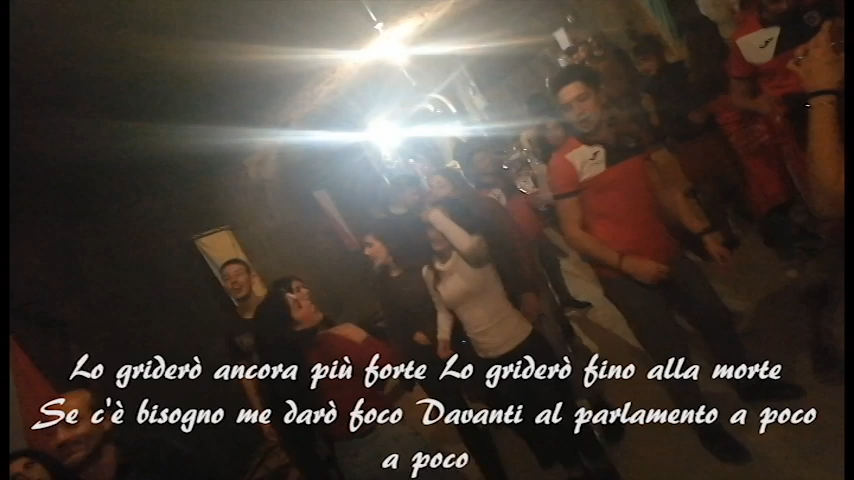 Lo griderò ancora più forte Lo griderò fino alla morte
Se c'è bisogno me darò foco Davanti al parlamento a poco
a poco